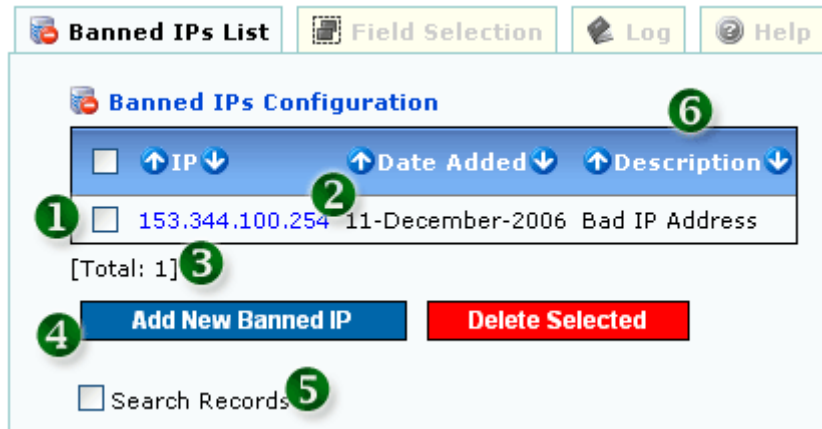 Banned IPs List Field Selection Log Help
Banned IPs Configuration
6
IP Date Added Description
2
1 153.344.100.254 11-December-2006 Bad IP Address
[Total: 1] 3
4 Add New Banned IP Delete Selected
Search Records 5